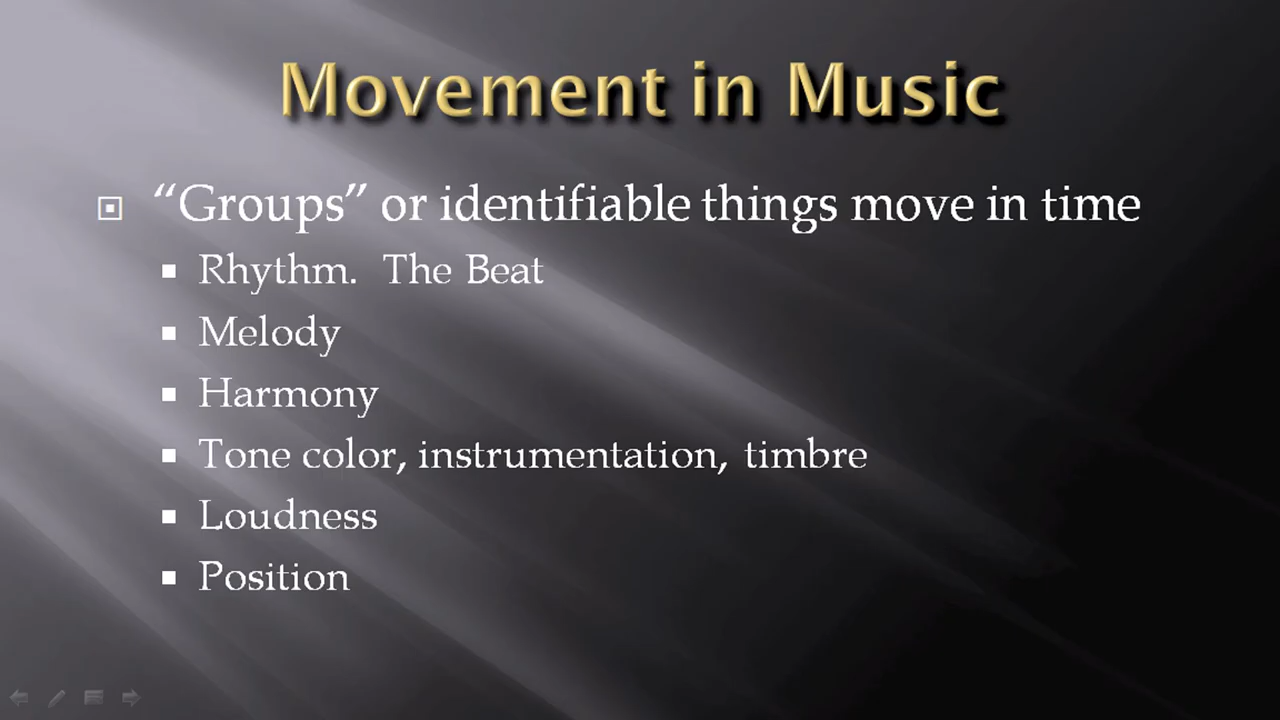 Movement in Music
“Groups” or identifiable things move in time
Rhythm. The Beat
Melody
Harmony
Tone color, instrumentation, timbre
Loudness
Position